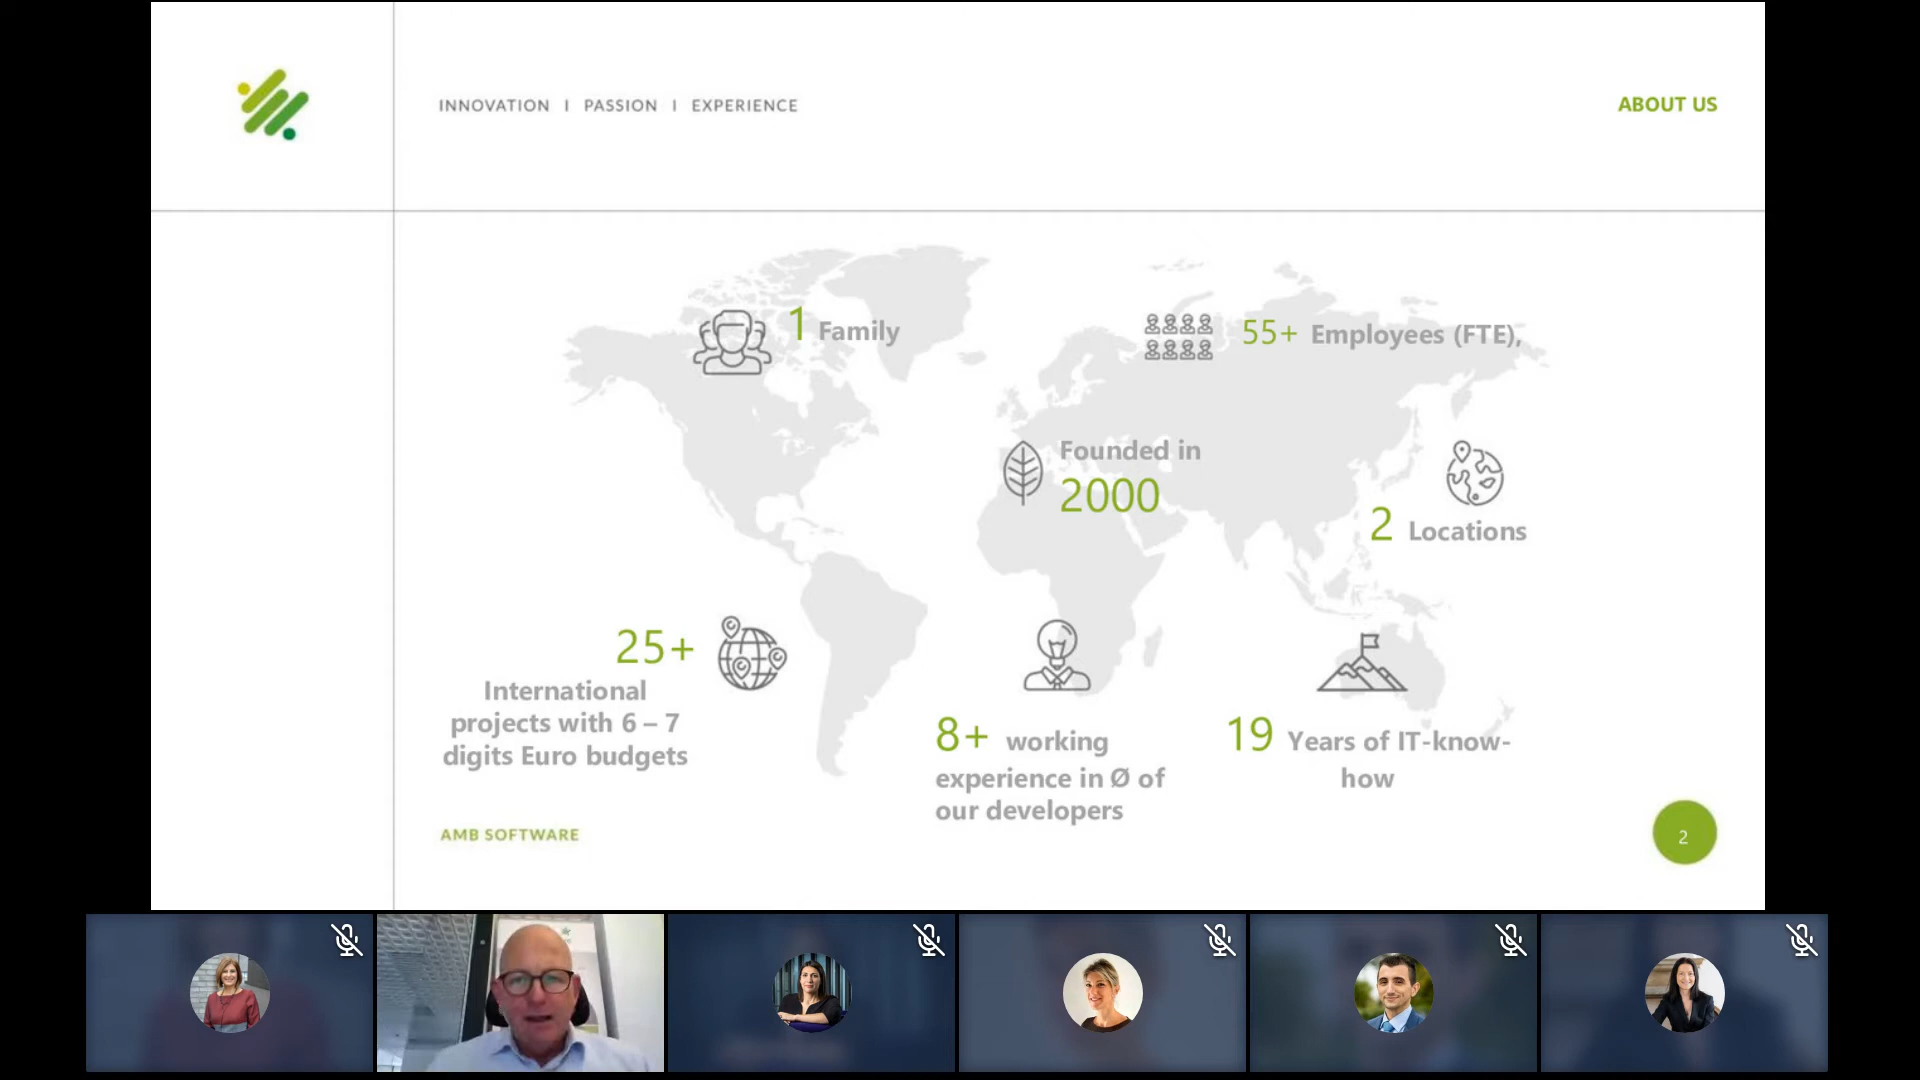 INNOVATION I PASSION I EXPERIENCE
ABOUT US
1 Family
55+ Employees (FTE),
Founded in
2000
2 Locations
25+
International
projects with 6 – 7
digits Euro budgets
8+ working
experience in Ø of
our developers
19 Years of IT-know-
how
AMB SOFTWARE
2